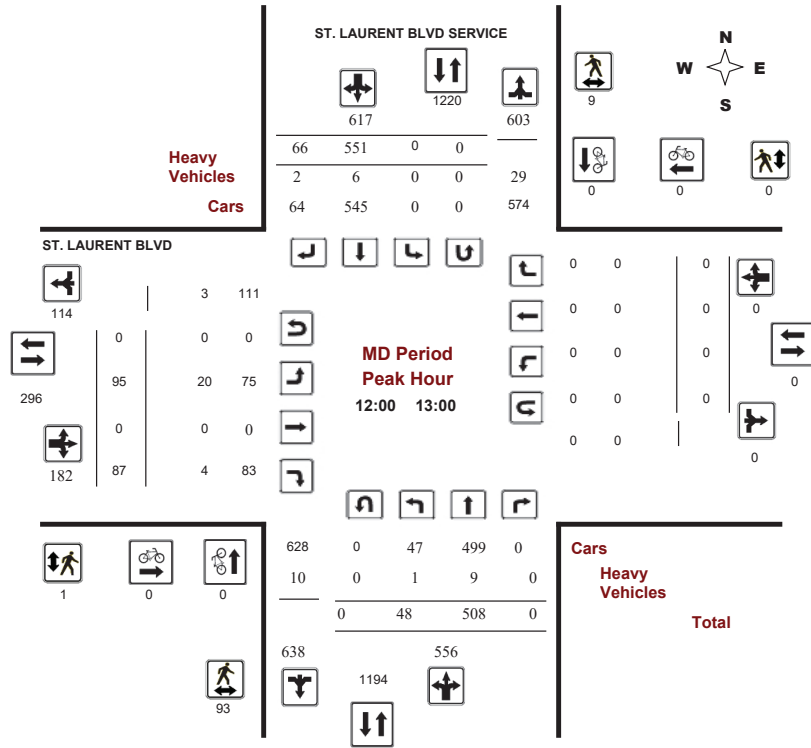 ST. LAURENT BLVD SERVICE
N
W E
S
1220
9
617 603
66 551 0 0
Heavy
Vehicles
2 6 0 0 29
Cars
64 545 0 0 574
0 0 0
ST. LAURENT BLVD
114
3 111
0 0 0
296
95 20 75
0 0 0
182
87 4 83
MD Period
Peak Hour
12:00 13:00
0 0 0
0 0 0
0 0 0
0 0 0
0 0
0
0
0
628 0 47 499 0
10 0 1 9 0
0 48 508 0
Cars
Heavy
Vehicles
Total
1 0 0
638 556
1194
93